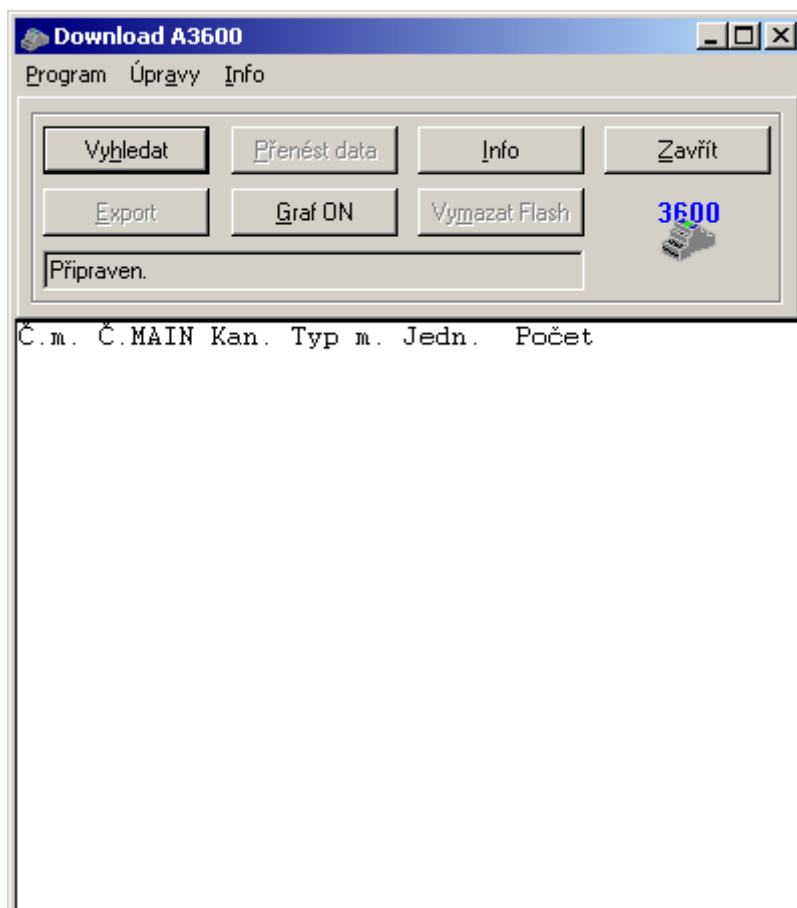 Download A3600
Program Úpravy Info
Vyhledat Přenést data Info Zavřít
Export Graf ON Vymazat Flash 3600
Připraven.
Č.m. Č.MAIN Kan. Typ m. Jedn. Počet